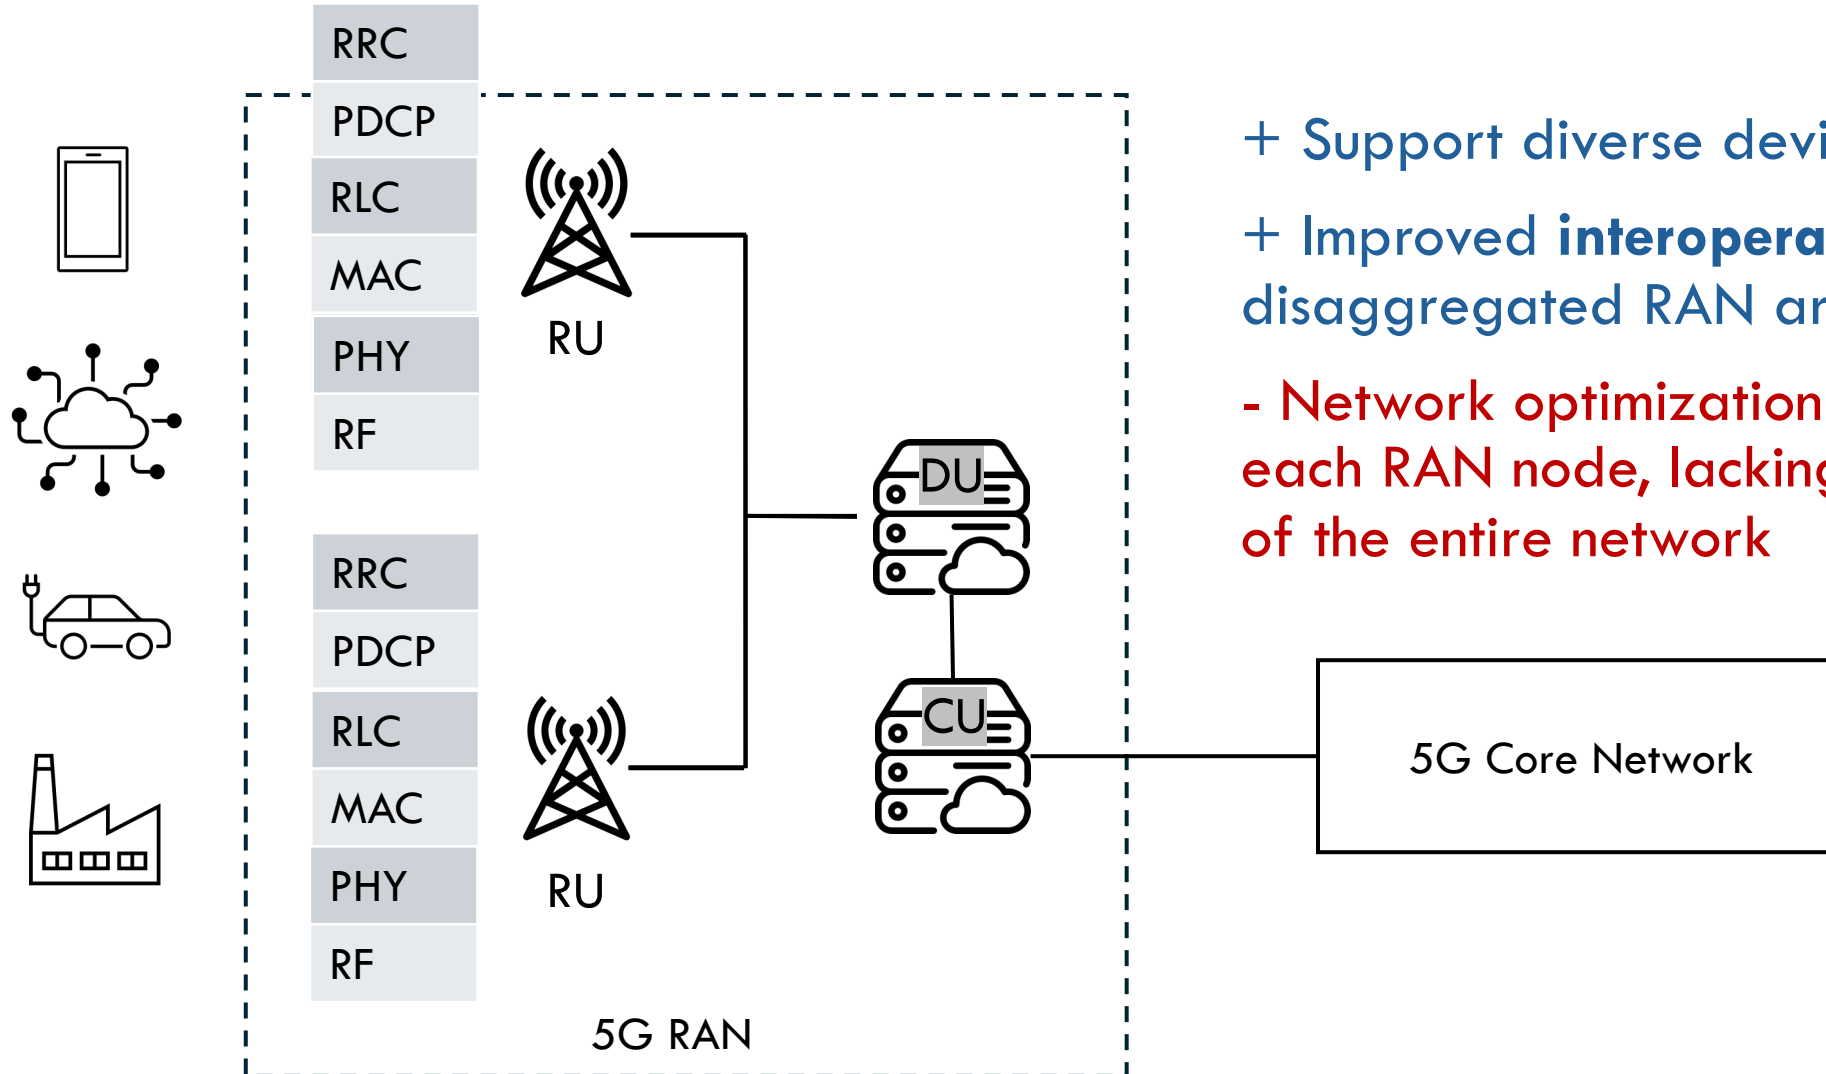 RRC
PDCP
RLC
MAC
PHY
RF
RU
RRC
PDCP
RLC
MAC
PHY
RF
RU
5G RAN
DU
CU
+ Support diverse devi
+ Improved interopera
disaggregated RAN ar
- Network optimization
each RAN node, lacking
of the entire network
5G Core Network